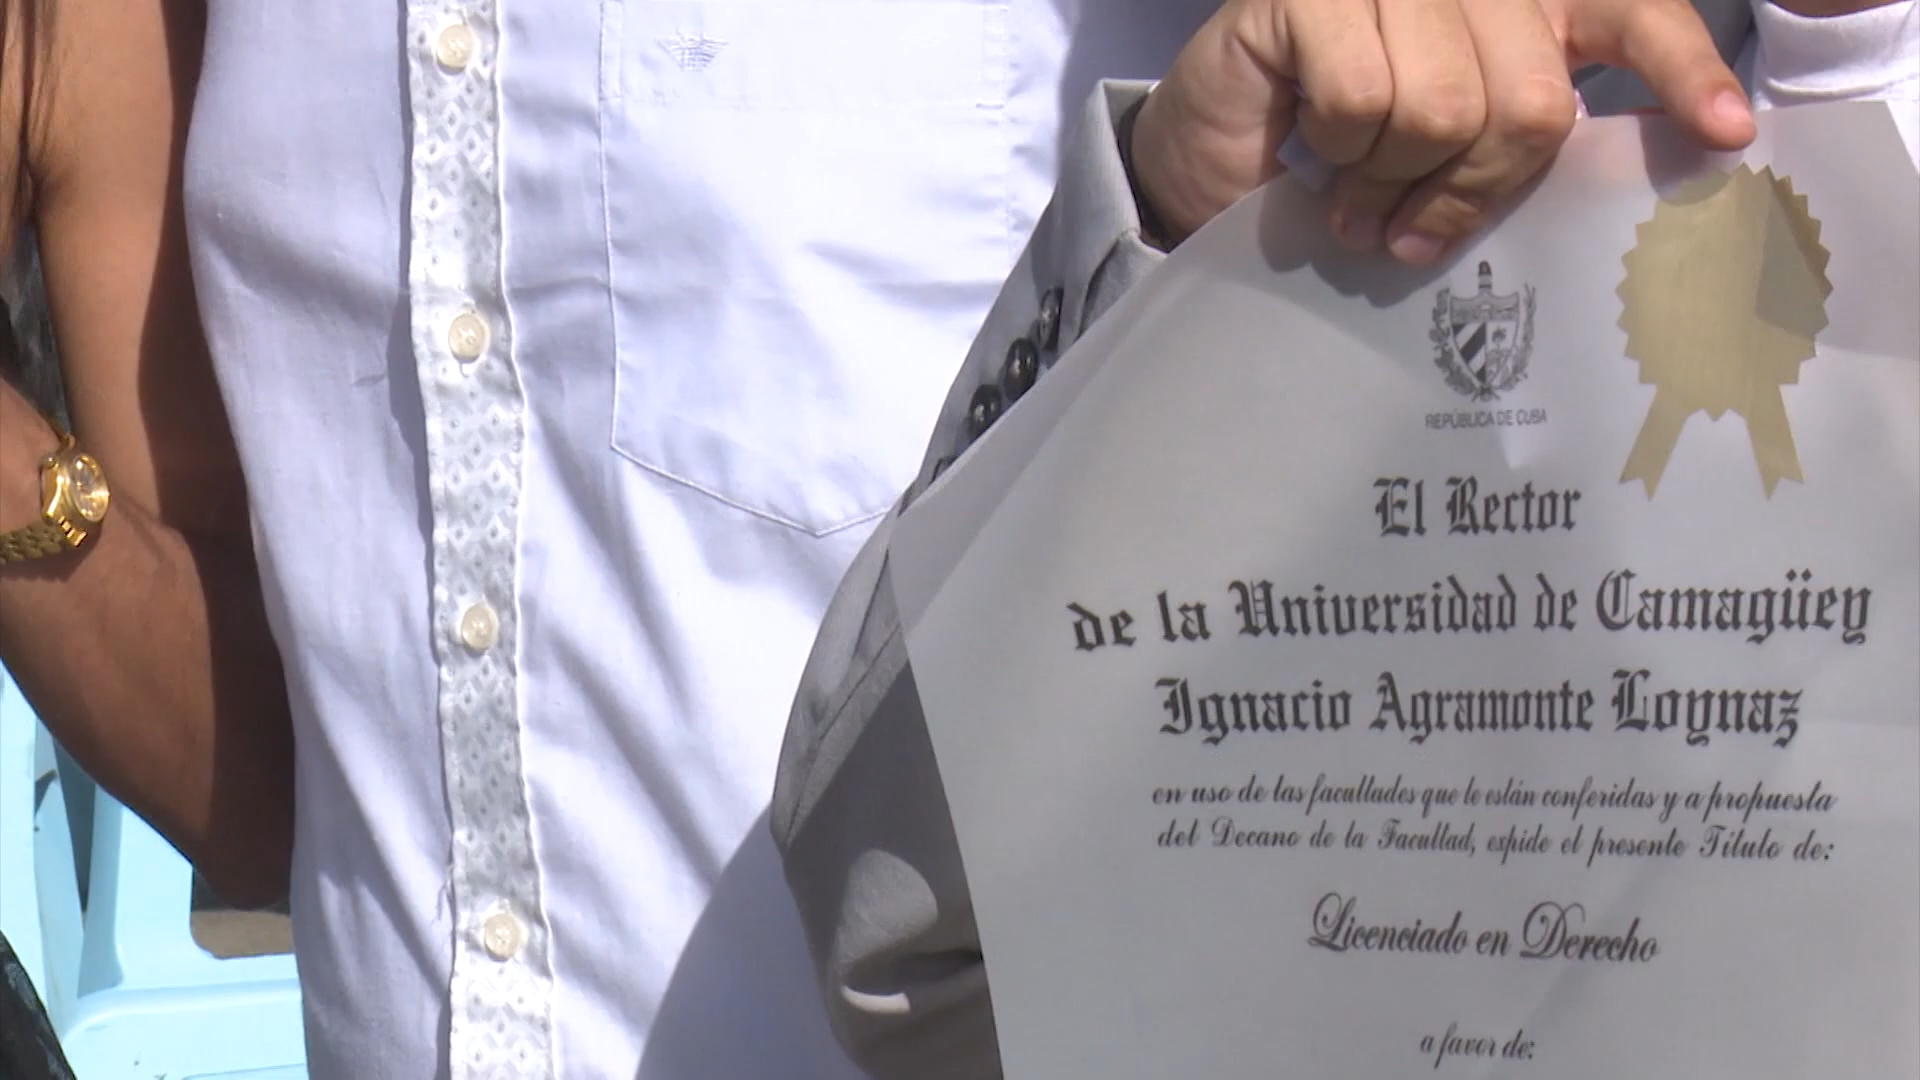 REPÚBLICA DE CUBA
El Rector
de la Universidad de Camagüey
Ignacio Agramonte Loynaz
en uso de las facultades que le están conferidas y a propuesta
del Decano de la Facultad, expide el presente Título de:
Licenciado en Derecho
a favor de: